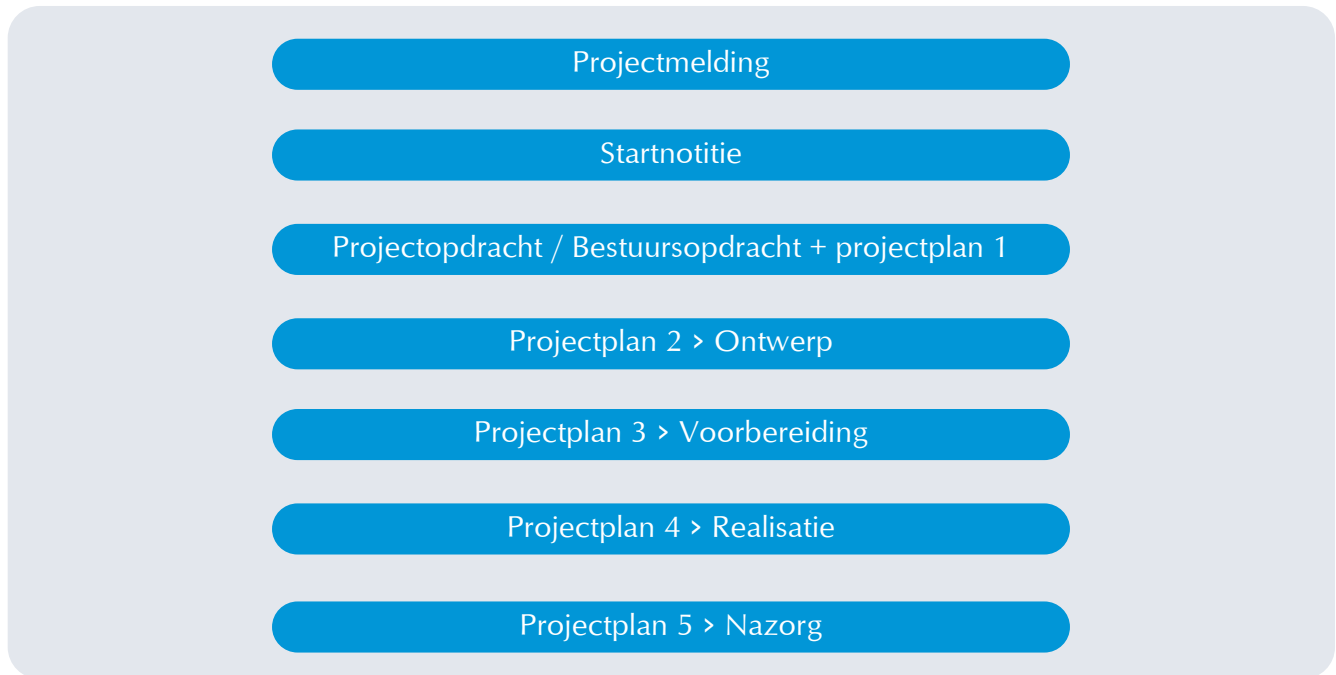 Projectmelding
Startnotitie
Projectopdracht / Bestuursopdracht + projectplan 1
Projectplan 2 > Ontwerp
Projectplan 3 > Voorbereiding
Projectplan 4 > Realisatie
Projectplan 5 > Nazorg